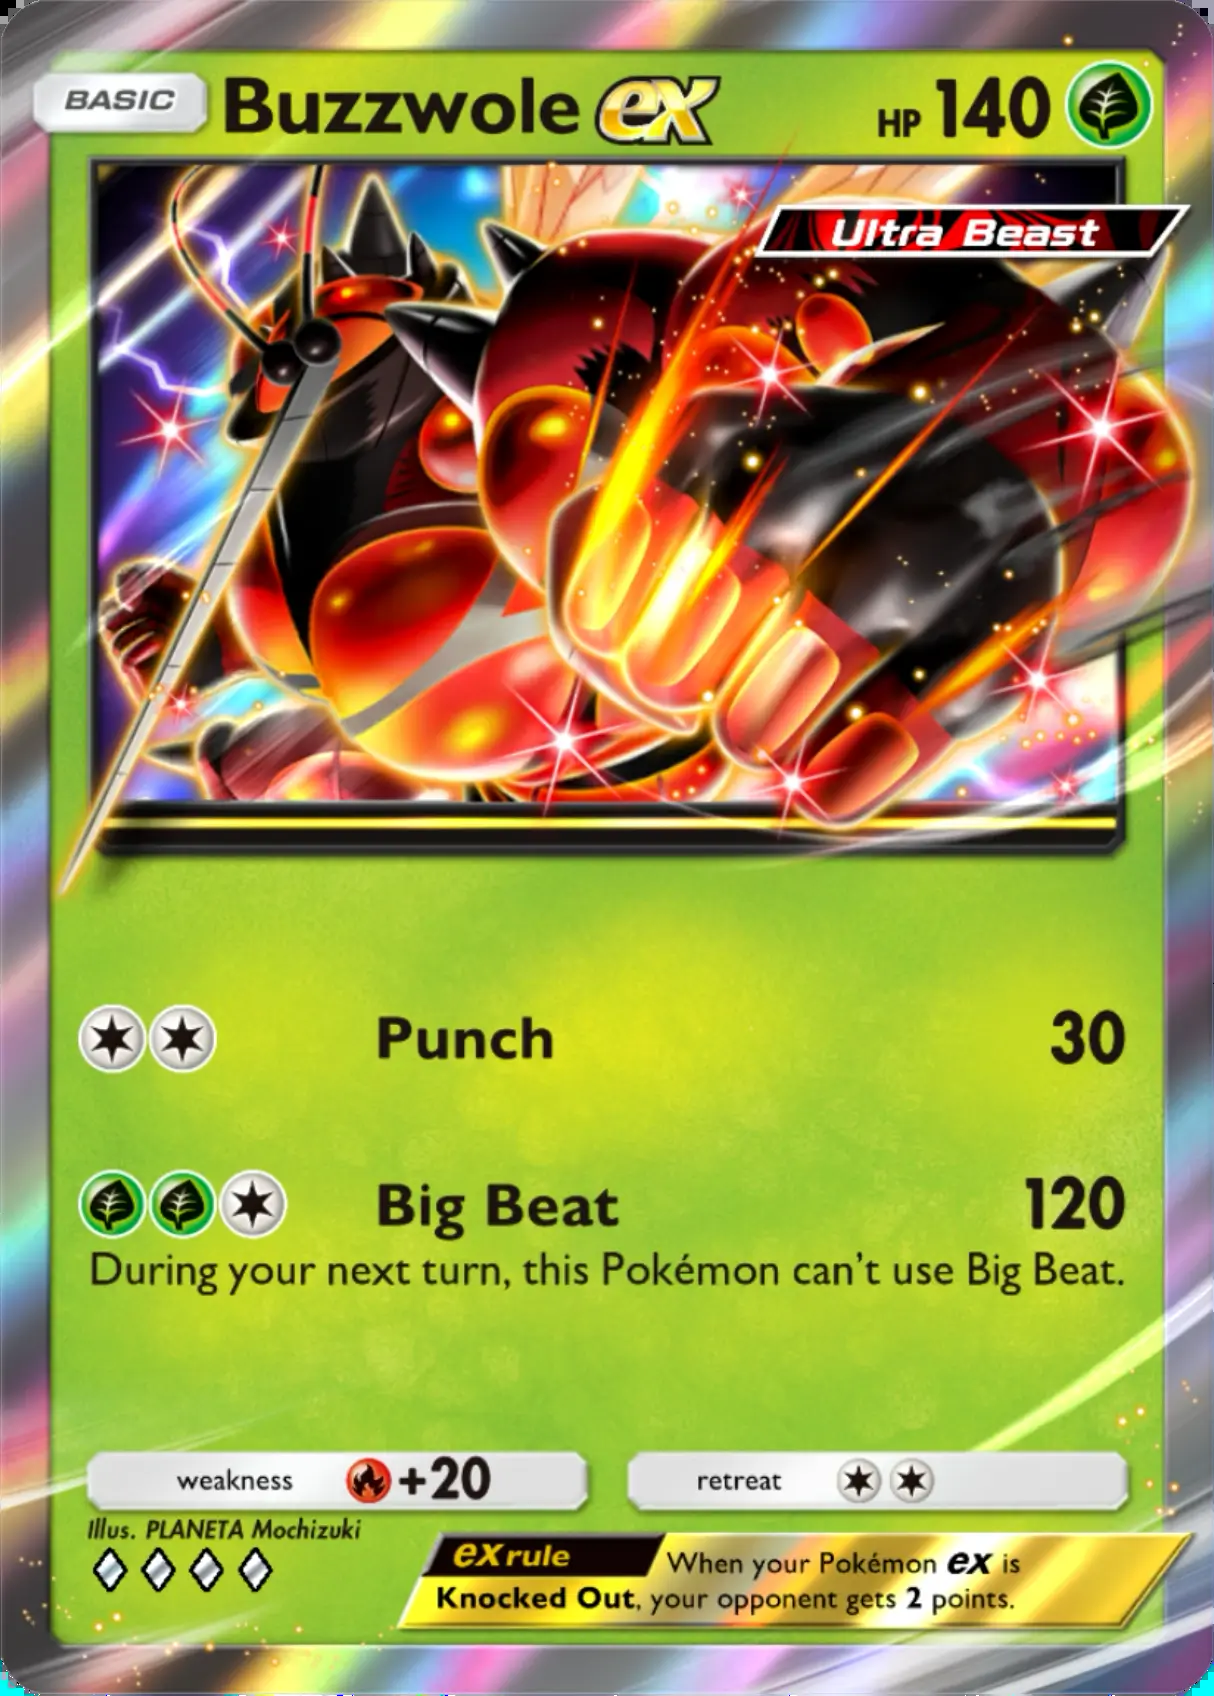 BASIC Buzzwole ex HP 140
Ultra Beast
Punch 30
Big Beat 120
During your next turn, this Pokémon can't use Big Beat.
weakness +20 retreat
Illus. PLANETA Mochizuki
ex rule When your Pokémon ex is
Knocked Out, your opponent gets 2 points.